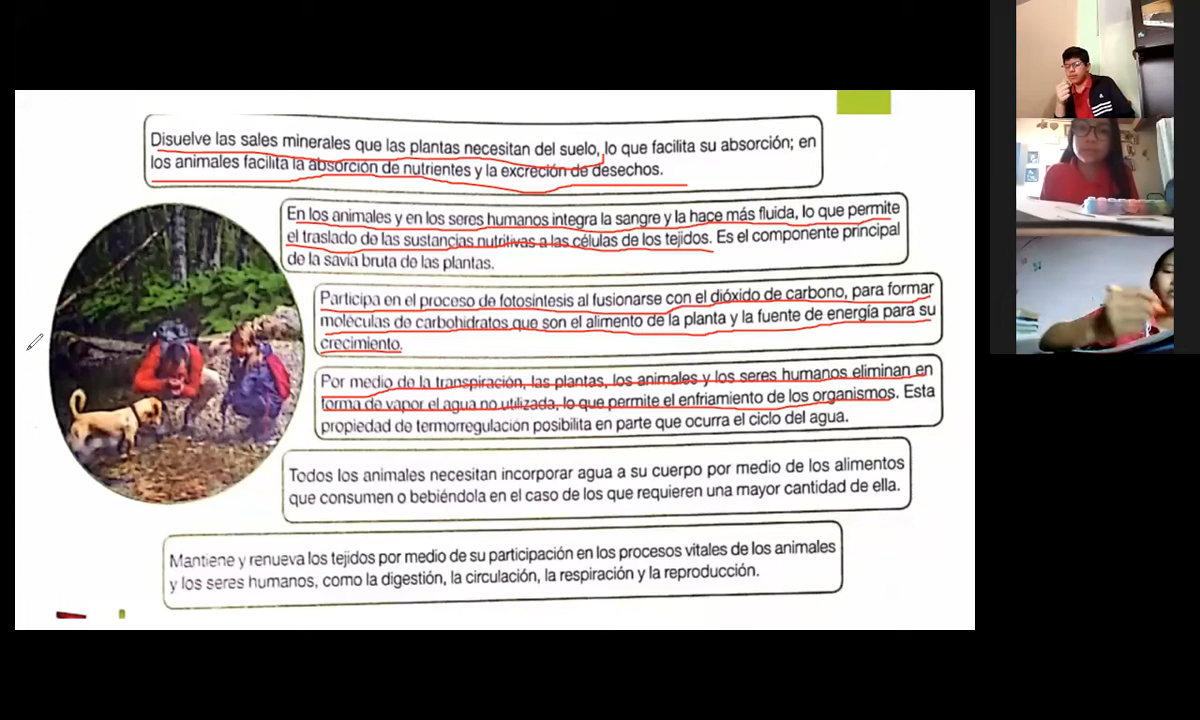 Disuelve las sales minerales que las plantas necesitan del suelo, lo que facilita su absorción; en
los animales facilita la absorción de nutrientes y la excreción de desechos.
En los animales y en los seres humanos integra la sangre y la hace más fluida, lo que permite
el traslado de las sustancias nutritivas a las células de los tejidos. Es el componente principal
de la savia bruta de las plantas.
Participa en el proceso de fotosíntesis al fusionarse con el dióxido de carbono, para formar
moléculas de carbohidratos que son el alimento de la planta y la fuente de energía para su
crecimiento.
Por medio de la transpiración, las plantas, los animales y los seres humanos eliminan en
forma de vapor el agua no utilizada, lo que permite el enfriamiento de los organismos. Esta
propiedad de termorregulación posibilita en parte que ocurra el ciclo del agua.
Todos los animales necesitan incorporar agua a su cuerpo por medio de los alimentos
que consumen o bebiéndola en el caso de los que requieren una mayor cantidad de ella.
Mantiene y renueva los tejidos por medio de su participación en los procesos vitales de los animales
y los seres humanos, como la digestión, la circulación, la respiración y la reproducción.